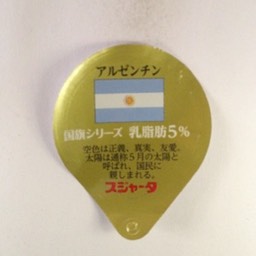 アルゼンチン
国旗シリーズ 乳脂肪5%
空色は正義、真実、友愛、
太陽は通称5月の太陽と
呼ばれ、国民に
親しまれる。
スジャータ